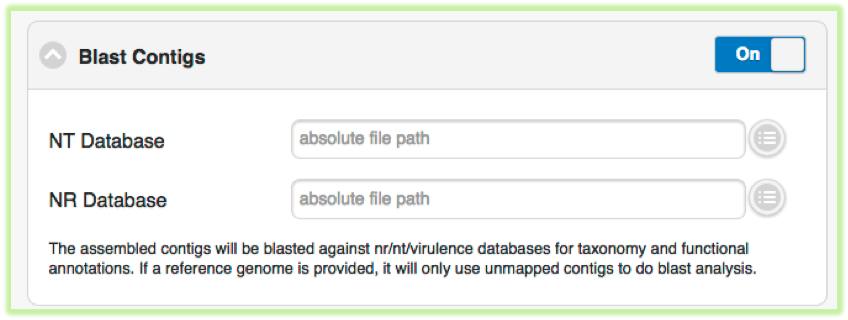 Blast Contigs
On
NT Database
absolute file path
NR Database
absolute file path
The assembled contigs will be blasted against nr/nt/virulence databases for taxonomy and functional
annotations. If a reference genome is provided, it will only use unmapped contigs to do blast analysis.